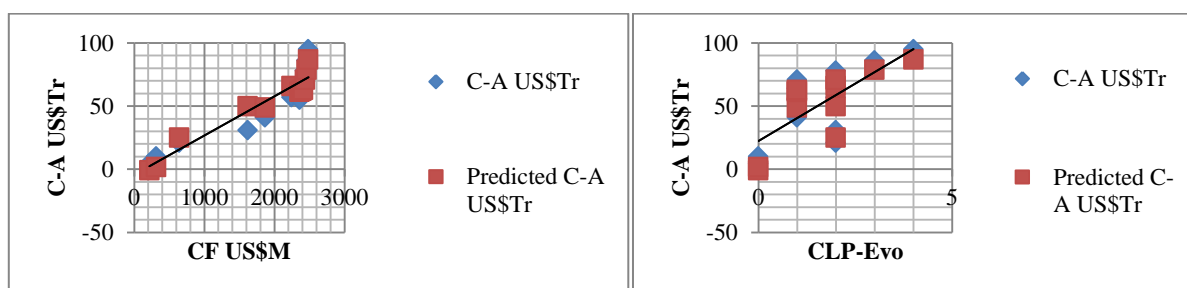 100
50
0
-50
C-A US$Tr
0
1000
2000
3000
CF US$M
C-A US$Tr
Predicted C-A
US$Tr
100
50
0
-50
C-A US$Tr
0
5
CLP-Evo
C-A US$Tr
Predicted C-
A US$Tr